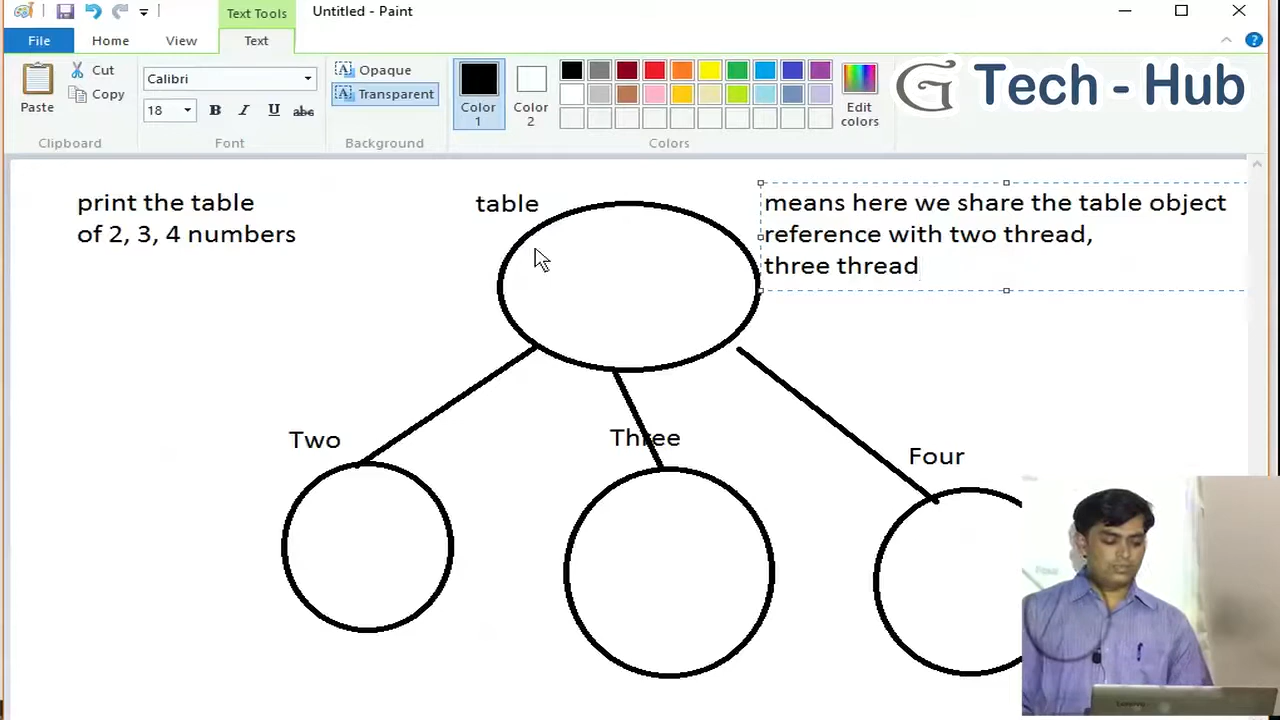 Text Tools
Untitled - Paint
File
Home
View
Text
Paste
Cut
Copy
Clipboard
Calibri
18
B
I
U
abc
Font
Opaque
Transparent
Background
Color
1
Color
2
Edit
colors
Colors
G Tech - Hub
print the table
of 2, 3, 4 numbers
table
means here we share the table object
reference with two thread,
three thread
Two
Three
Four
Four